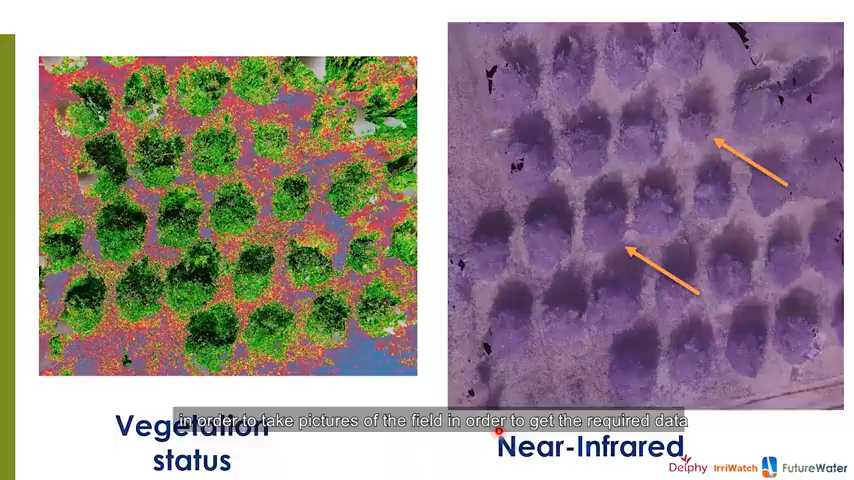 in order to take pictures of the field in order to get the required data
Vegetation
status
Near-Infrared
Delphy IrriWatch FutureWater